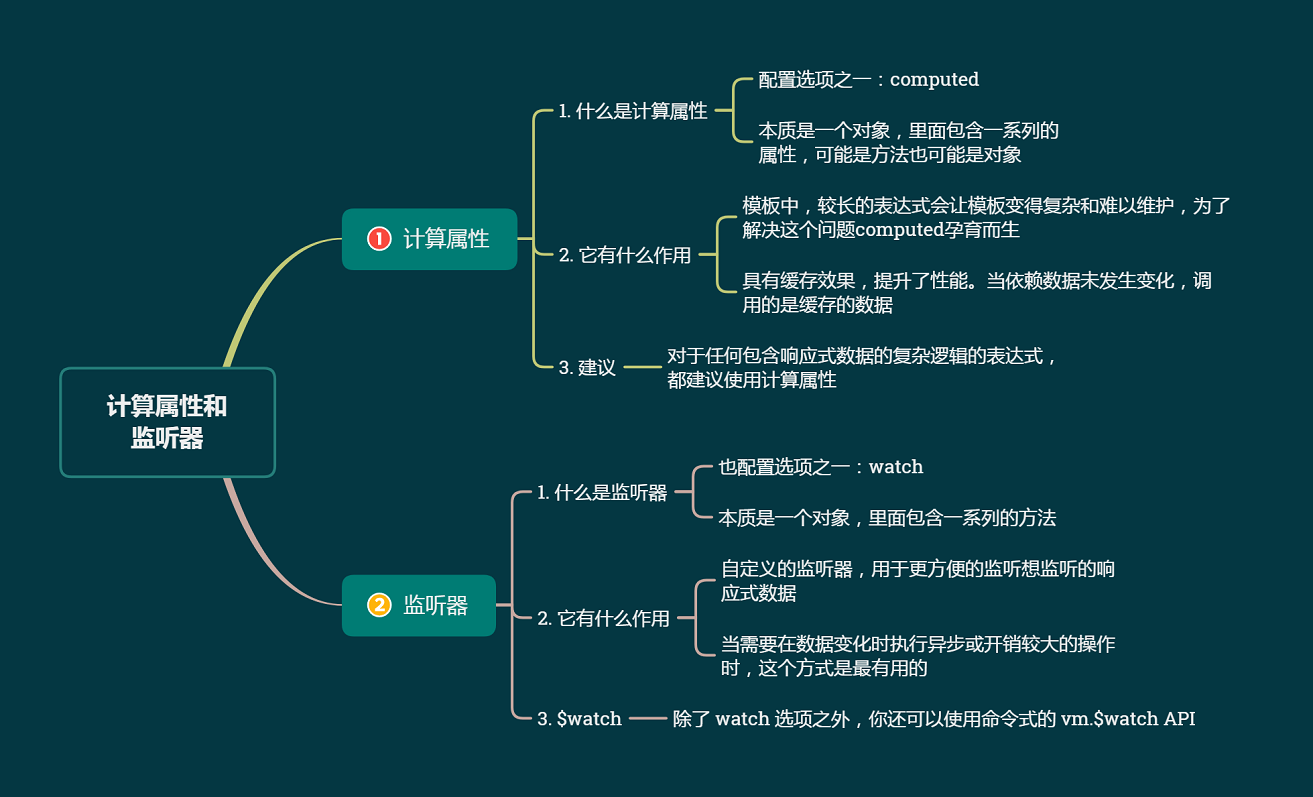 计算属性和
监听器
1 计算属性
1. 什么是计算属性
配置选项之一：computed
本质是一个对象，里面包含一系列的
属性，可能是方法也可能是对象
2. 它有什么作用
模板中，较长的表达式会让模板变得复杂和难以维护，为了
解决这个问题computed孕育而生
具有缓存效果，提升了性能。当依赖数据未发生变化，调
用的是缓存的数据
3. 建议
对于任何包含响应式数据的复杂逻辑的表达式，
都建议使用计算属性
2 监听器
1. 什么是监听器
也配置选项之一：watch
本质是一个对象，里面包含一系列的方法
2. 它有什么作用
自定义的监听器，用于更方便的监听想监听的响
应式数据
当需要在数据变化时执行异步或开销较大的操作
时，这个方式是最有用的
3. $watch
除了 watch 选项之外，你还可以使用命令式的 vm.$watch API